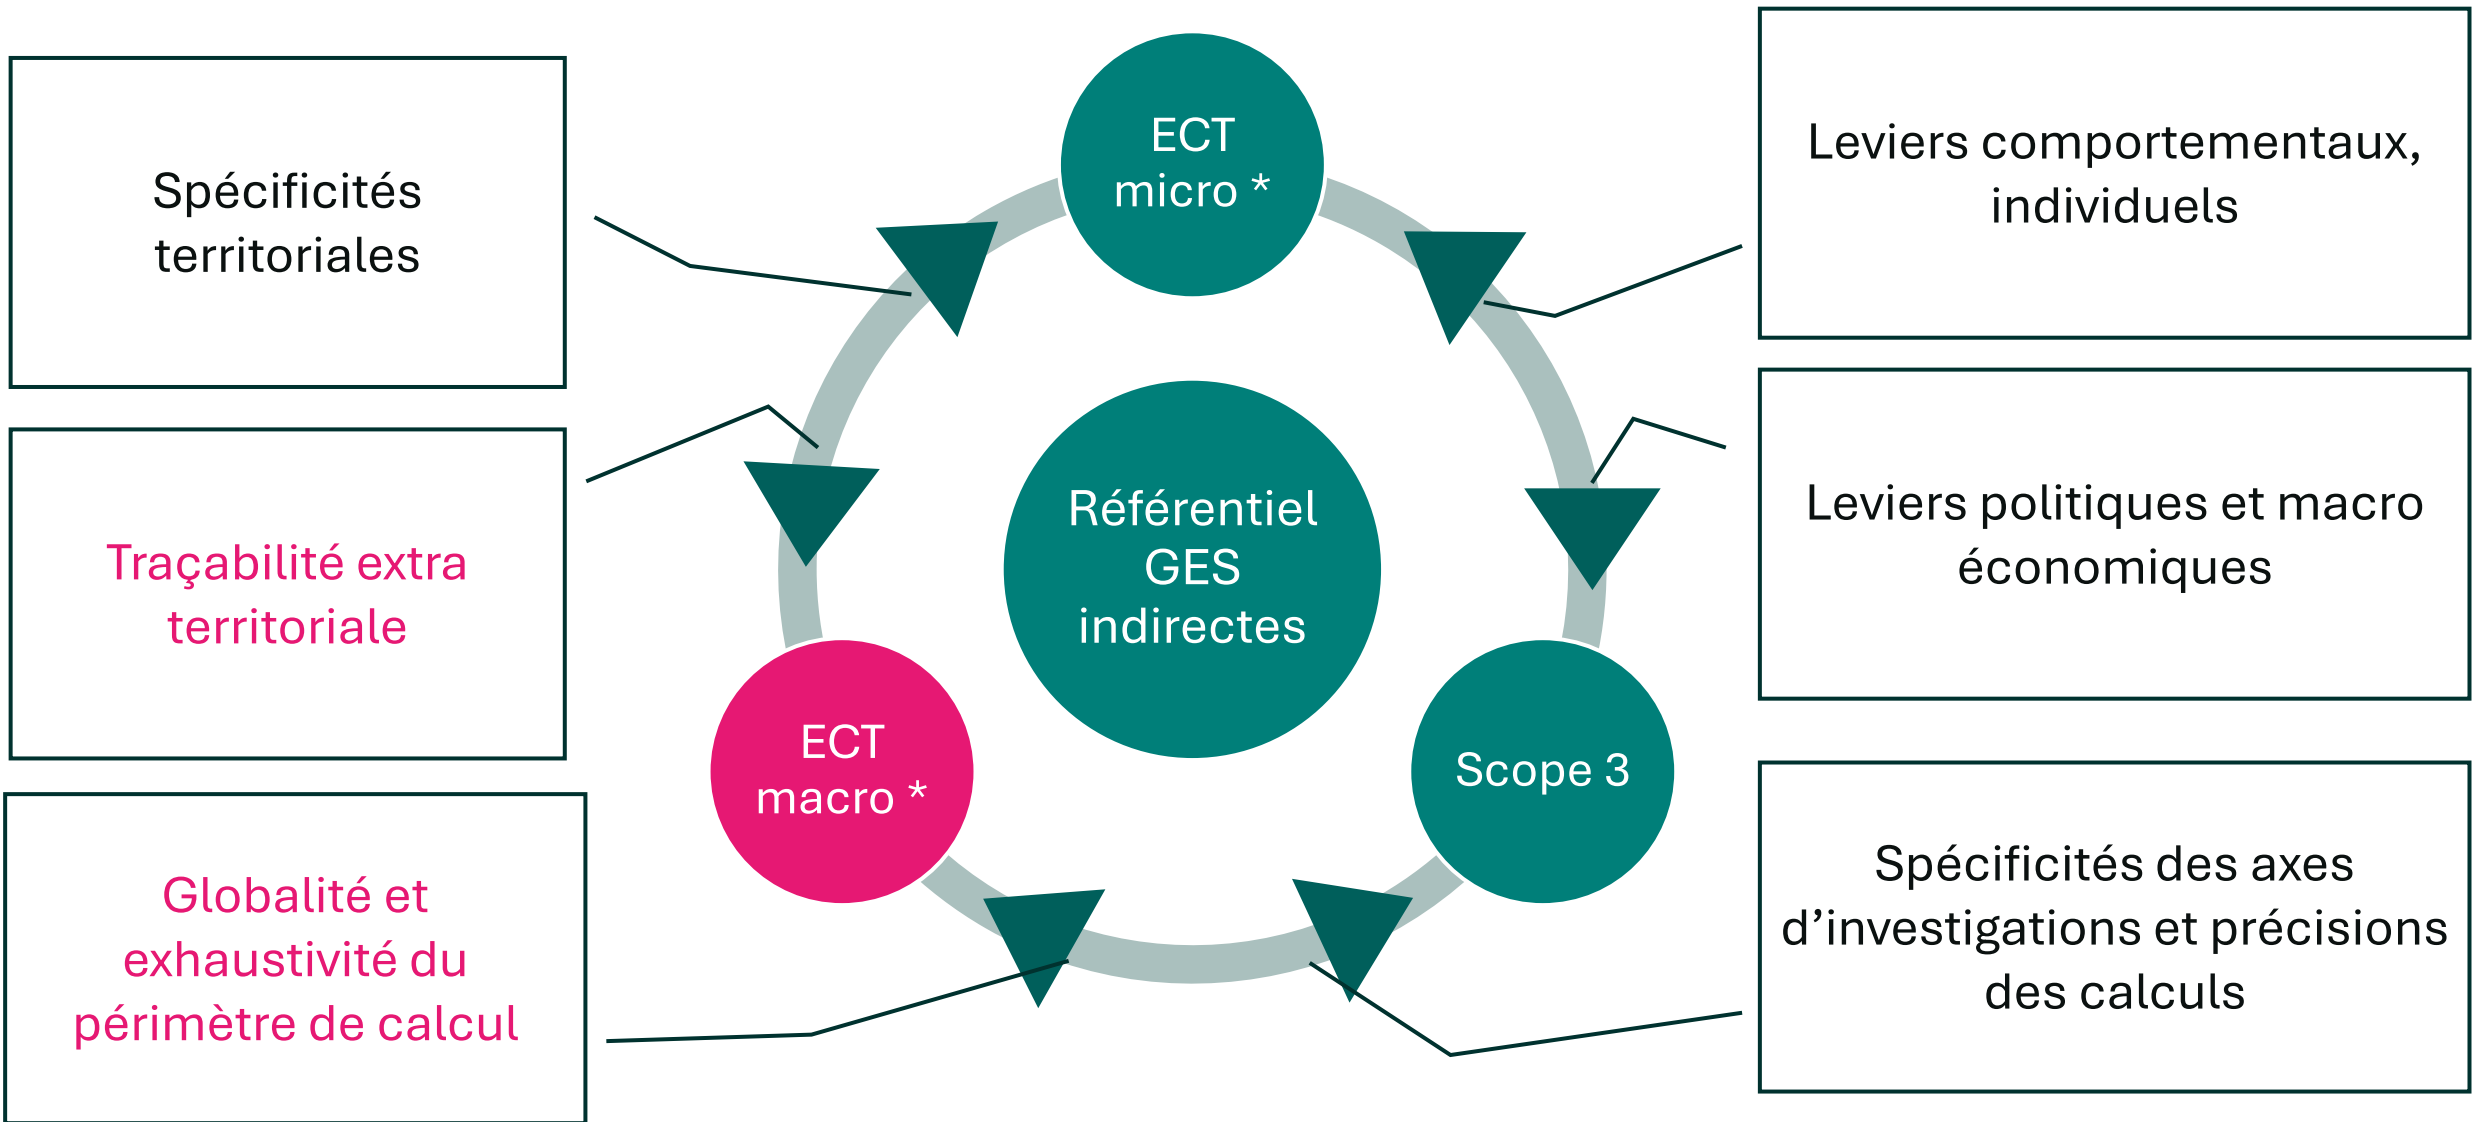 Spécificités
territoriales
Traçabilité extra
territoriale
Globalité et
exhaustivité du
périmètre de calcul
ECT
micro *
Référentiel
GES
indirectes
ECT
macro *
Scope 3
Leviers comportementaux,
individuels
Leviers politiques et macro
économiques
Spécificités des axes
d’investigations et précisions
des calculs